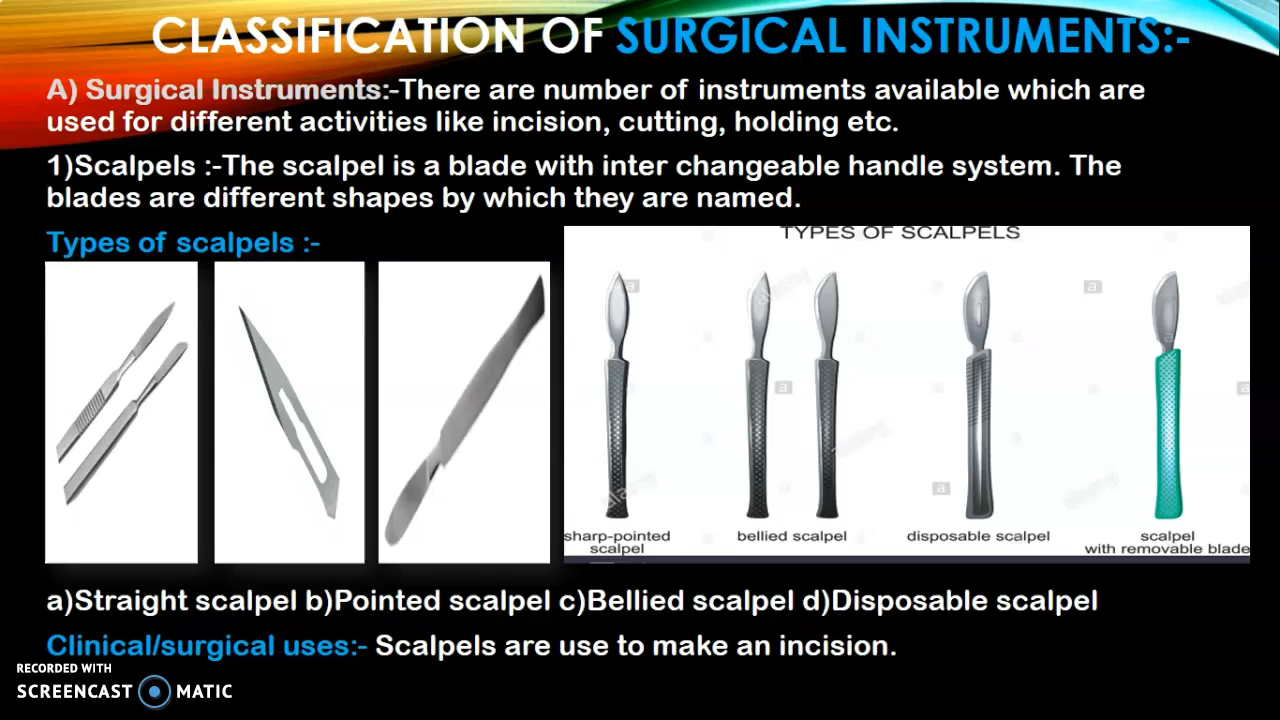 CLASSIFICATION OF SURGICAL INSTRUMENTS:-
A) Surgical Instruments:-There are number of instruments available which are
used for different activities like incision, cutting, holding etc.
1)Scalpels :-The scalpel is a blade with inter changeable handle system. The
blades are different shapes by which they are named.
Types of scalpels :-
TYPES OF SCALPELS
a
a
a
a
a
alamy
alamy
alamy
sharp-pointed
scalpel
bellied scalpel
disposable scalpel
scalpel
with removable blade
a)Straight scalpel b)Pointed scalpel c)Bellied scalpel d)Disposable scalpel
Clinical/surgical uses:- Scalpels are use to make an incision.
RECORDED WITH
SCREENCAST MATIC